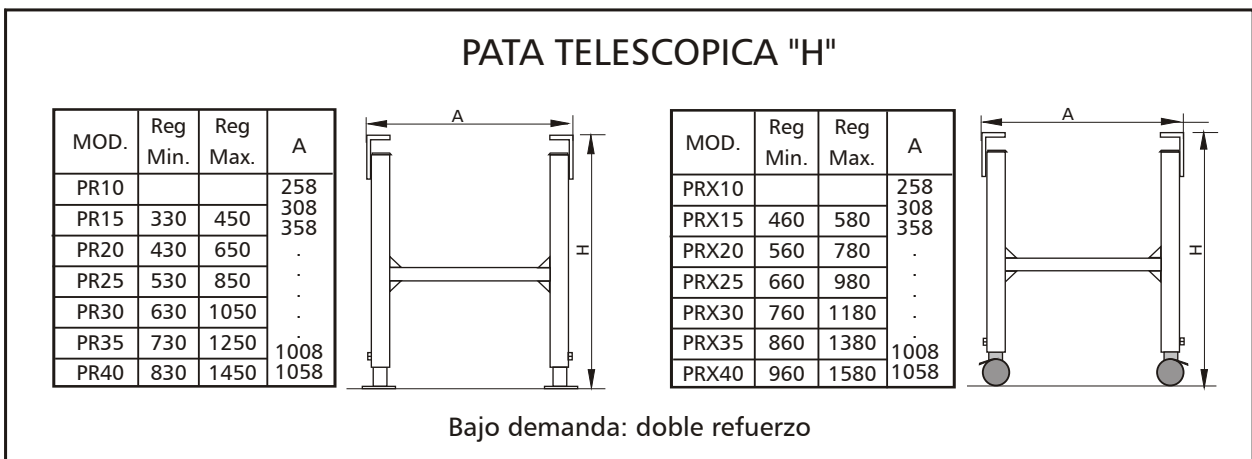 PATA TELESCOPICA "H"
MOD. Reg Min. Reg Max. A
PR10 258
308
PR15 330 450 358
PR20 430 650 .
PR25 530 850 .
.
PR30 630 1050 .
PR35 730 1250 .
1008
PR40 830 1450 1058
A
H
MOD. Reg Min. Reg Max. A
PRX10 258
308
PRX15 460 580 358
PRX20 560 780 .
PRX25 660 980 .
.
PRX30 760 1180 .
PRX35 860 1380 .
1008
PRX40 960 1580 1058
A
H
Bajo demanda: doble refuerzo